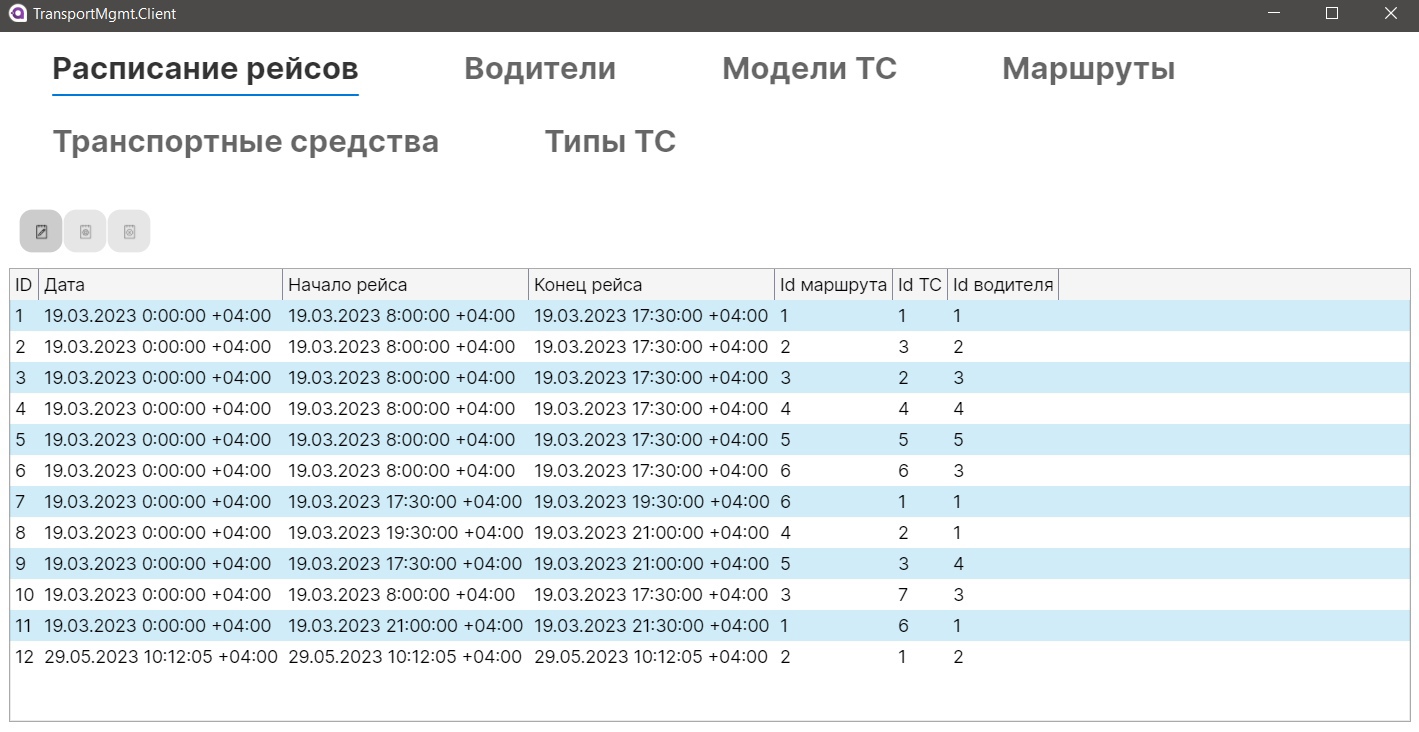 TransportMgmt.Client
Расписание рейсов Водители Модели ТС Маршруты
Транспортные средства Типы ТС
ID Дата Начало рейса Конец рейса Id маршрута Id ТС Id водителя
1 19.03.2023 0:00:00 +04:00 19.03.2023 8:00:00 +04:00 19.03.2023 17:30:00 +04:00 1 1 1
2 19.03.2023 0:00:00 +04:00 19.03.2023 8:00:00 +04:00 19.03.2023 17:30:00 +04:00 2 3 2
3 19.03.2023 0:00:00 +04:00 19.03.2023 8:00:00 +04:00 19.03.2023 17:30:00 +04:00 3 2 3
4 19.03.2023 0:00:00 +04:00 19.03.2023 8:00:00 +04:00 19.03.2023 17:30:00 +04:00 4 4 4
5 19.03.2023 0:00:00 +04:00 19.03.2023 8:00:00 +04:00 19.03.2023 17:30:00 +04:00 5 5 5
6 19.03.2023 0:00:00 +04:00 19.03.2023 8:00:00 +04:00 19.03.2023 17:30:00 +04:00 6 6 3
7 19.03.2023 0:00:00 +04:00 19.03.2023 17:30:00 +04:00 19.03.2023 19:30:00 +04:00 6 1 1
8 19.03.2023 0:00:00 +04:00 19.03.2023 19:30:00 +04:00 19.03.2023 21:00:00 +04:00 4 2 1
9 19.03.2023 0:00:00 +04:00 19.03.2023 17:30:00 +04:00 19.03.2023 21:00:00 +04:00 5 3 4
10 19.03.2023 0:00:00 +04:00 19.03.2023 8:00:00 +04:00 19.03.2023 17:30:00 +04:00 3 7 3
11 19.03.2023 0:00:00 +04:00 19.03.2023 21:00:00 +04:00 19.03.2023 21:30:00 +04:00 1 6 1
12 29.05.2023 10:12:05 +04:00 29.05.2023 10:12:05 +04:00 29.05.2023 10:12:05 +04:00 2 1 2